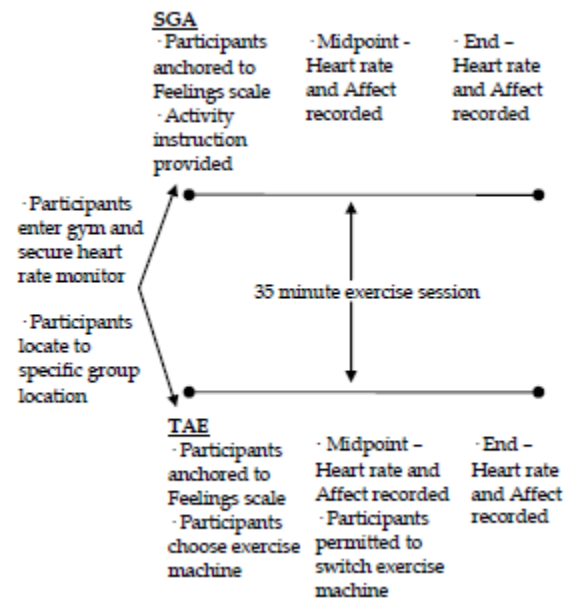 SGA
· Participants
anchored to
Feelings scale
· Activity
instruction
provided
· Midpoint -
Heart rate
and Affect
recorded
· End –
Heart rate
and Affect
recorded
· Participants
enter gym and
secure heart
rate monitor
· Participants
locate to
specific group
location
35 minute exercise session
TAE
· Participants
anchored to
Feelings scale
· Participants
choose exercise
machine
· Midpoint –
Heart rate and
Affect recorded
· Participants
permitted to
switch exercise
machine
· End –
Heart rate
and Affect
recorded